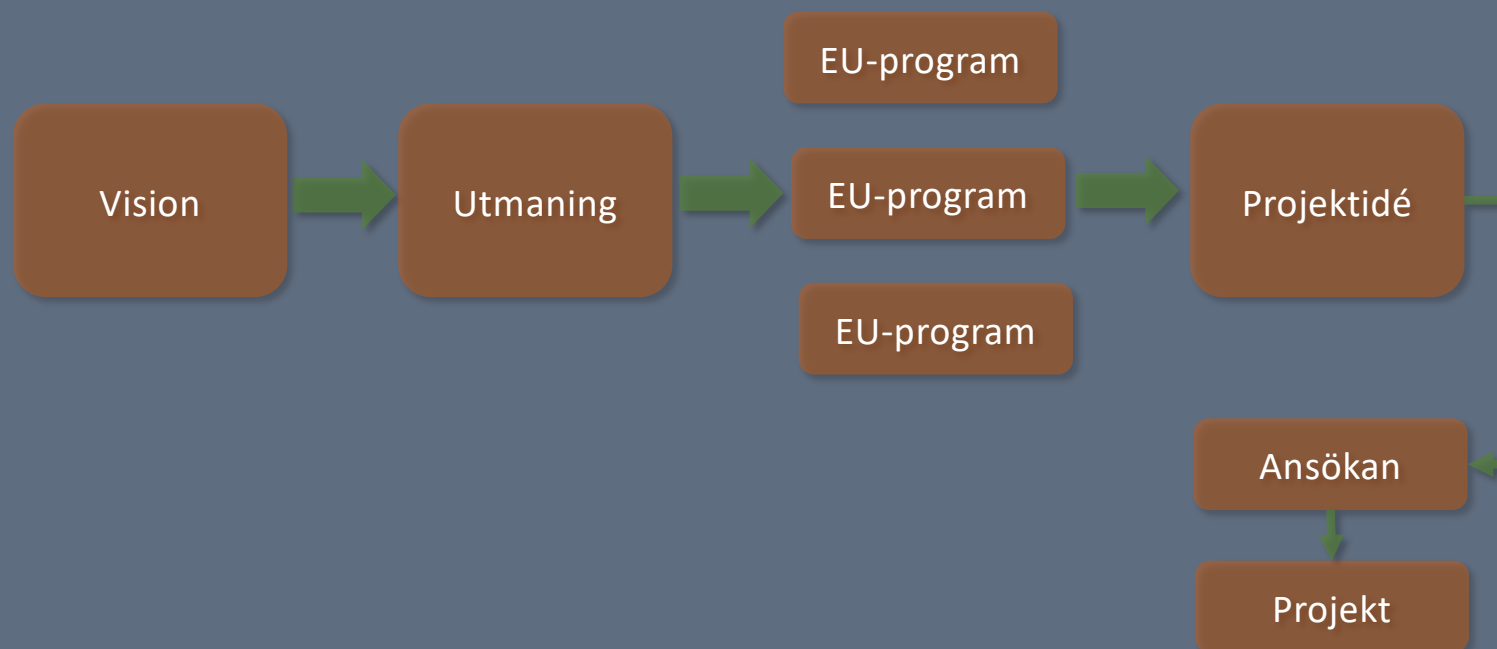 Vision
Utmaning
EU-program
EU-program
EU-program
Projektidé
Ansökan
Projekt